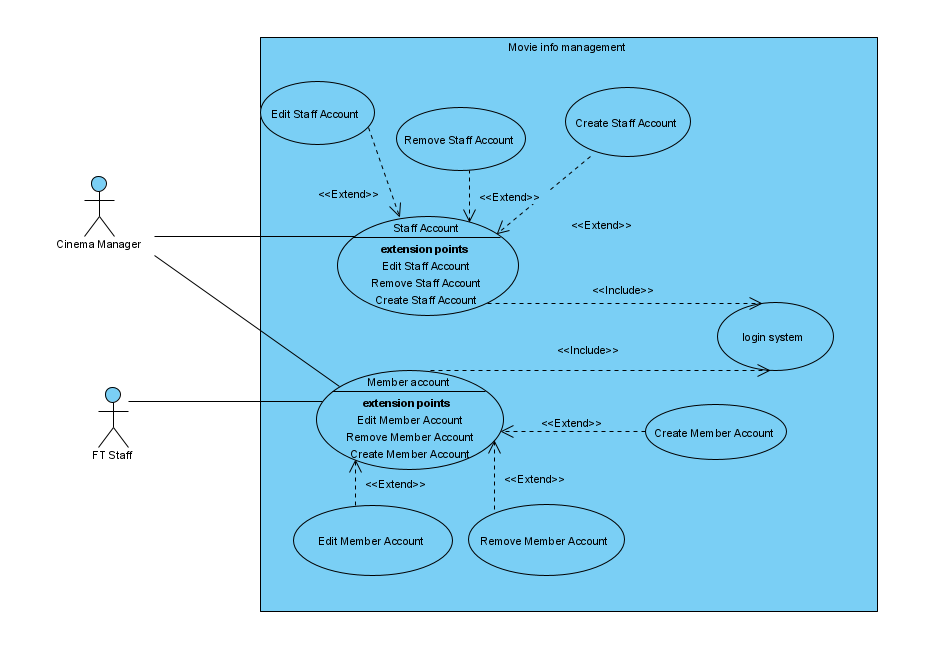 Movie info management
Edit Staff Account
Remove Staff Account
Create Staff Account
<<Extend>>
<<Extend>>
<<Extend>>
Cinema Manager
Staff Account
extension points
Edit Staff Account
Remove Staff Account
Create Staff Account
<<Include>>
login system
<<Include>>
Member account
extension points
Edit Member Account
Remove Member Account
Create Member Account
FT Staff
<<Extend>>
Create Member Account
<<Extend>>
<<Extend>>
Edit Member Account
Remove Member Account